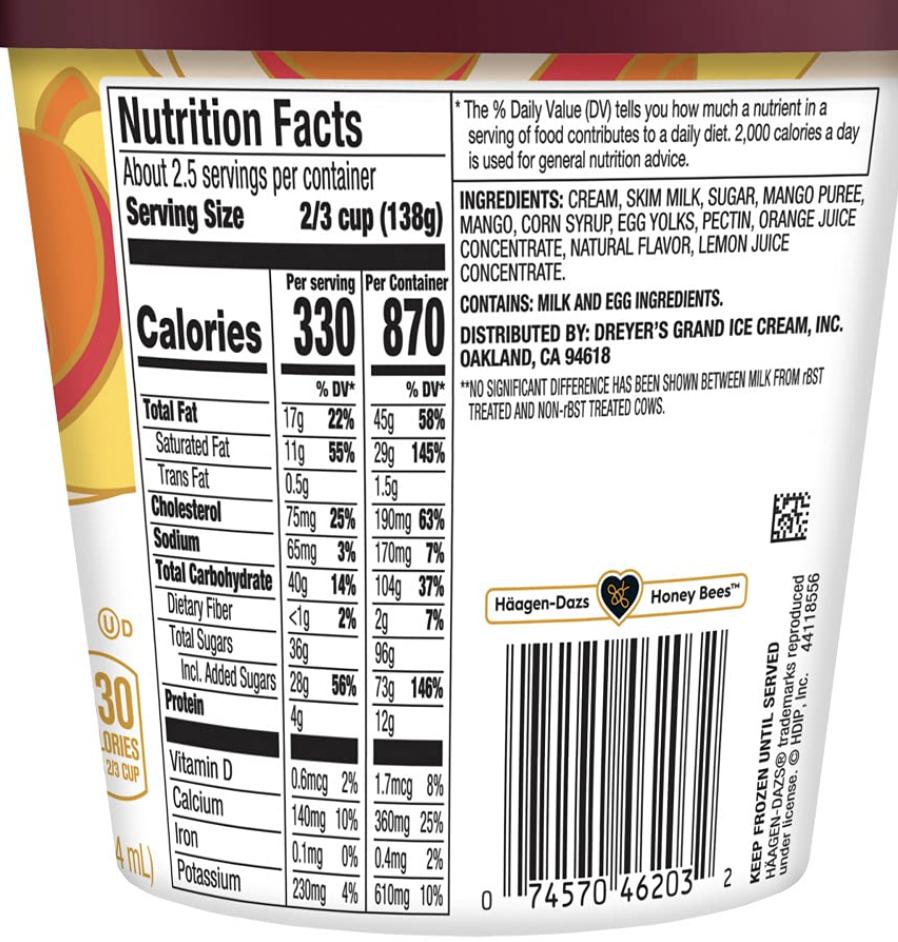 Nutrition Facts
About 2.5 servings per container
Serving Size 2/3 cup (138g)
Per serving Per Container
Calories 330 870
% DV* % DV*
Total Fat 17g 22% 45g 58%
Saturated Fat 11g 55% 29g 145%
Trans Fat 0.5g 1.5g
Cholesterol 75mg 25% 190mg 63%
Sodium 65mg 3% 170mg 7%
Total Carbohydrate 40g 14% 104g 37%
Dietary Fiber <1g 2% 2g 7%
Total Sugars 36g 96g
Incl. Added Sugars 28g 56% 73g 146%
Protein 4g 12g
Vitamin D 0.6mcg 2% 1.7mcg 8%
Calcium 140mg 10% 360mg 25%
Iron 0.1mg 0% 0.4mg 2%
Potassium 230mg 4% 610mg 10%
* The % Daily Value (DV) tells you how much a nutrient in a
serving of food contributes to a daily diet. 2,000 calories a day
is used for general nutrition advice.
INGREDIENTS: CREAM, SKIM MILK, SUGAR, MANGO PUREE,
MANGO, CORN SYRUP, EGG YOLKS, PECTIN, ORANGE JUICE
CONCENTRATE, NATURAL FLAVOR, LEMON JUICE
CONCENTRATE.
CONTAINS: MILK AND EGG INGREDIENTS.
DISTRIBUTED BY: DREYER'S GRAND ICE CREAM, INC.
OAKLAND, CA 94618
**NO SIGNIFICANT DIFFERENCE HAS BEEN SHOWN BETWEEN MILK FROM rBST
TREATED AND NON-rBST TREATED COWS.
Häagen-Dazs Honey Bees™
0 74570 46203 2
KEEP FROZEN UNTIL SERVED
HÄAGEN-DAZS® trademarks reproduced
under license. © HDIP, Inc. 44118556
U D
30
LORIES
2/3 CUP
4 mL)